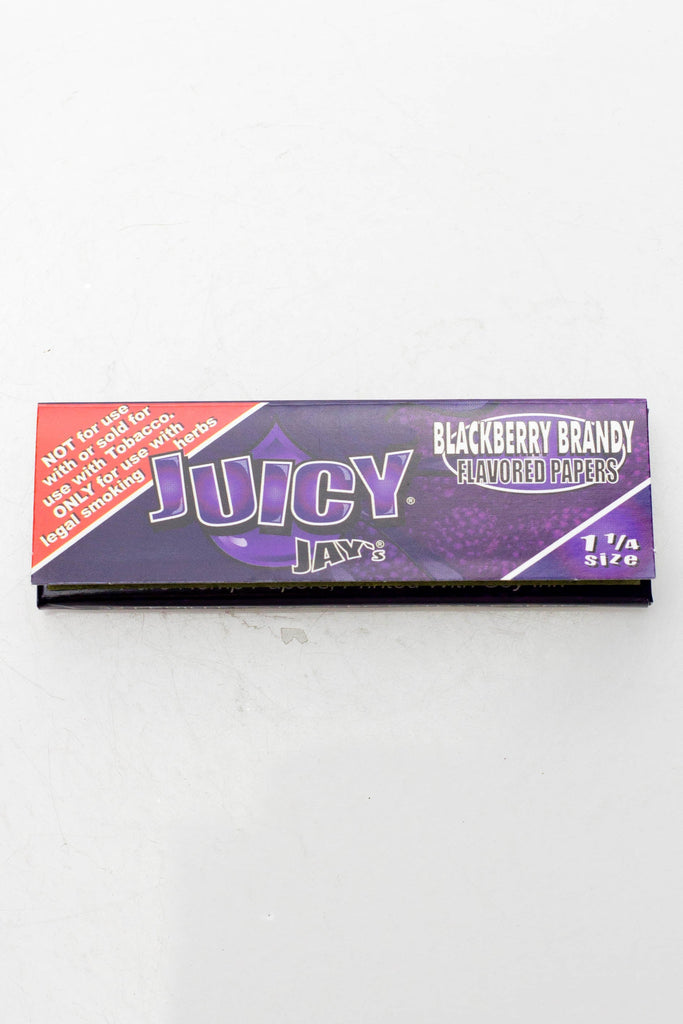 NOT for use
with or sold for
use with Tobacco.
ONLY for use with
legal smoking herbs
JUICY®
JAY'S®
BLACKBERRY BRANDY
FLAVORED PAPERS
1 1/4
size